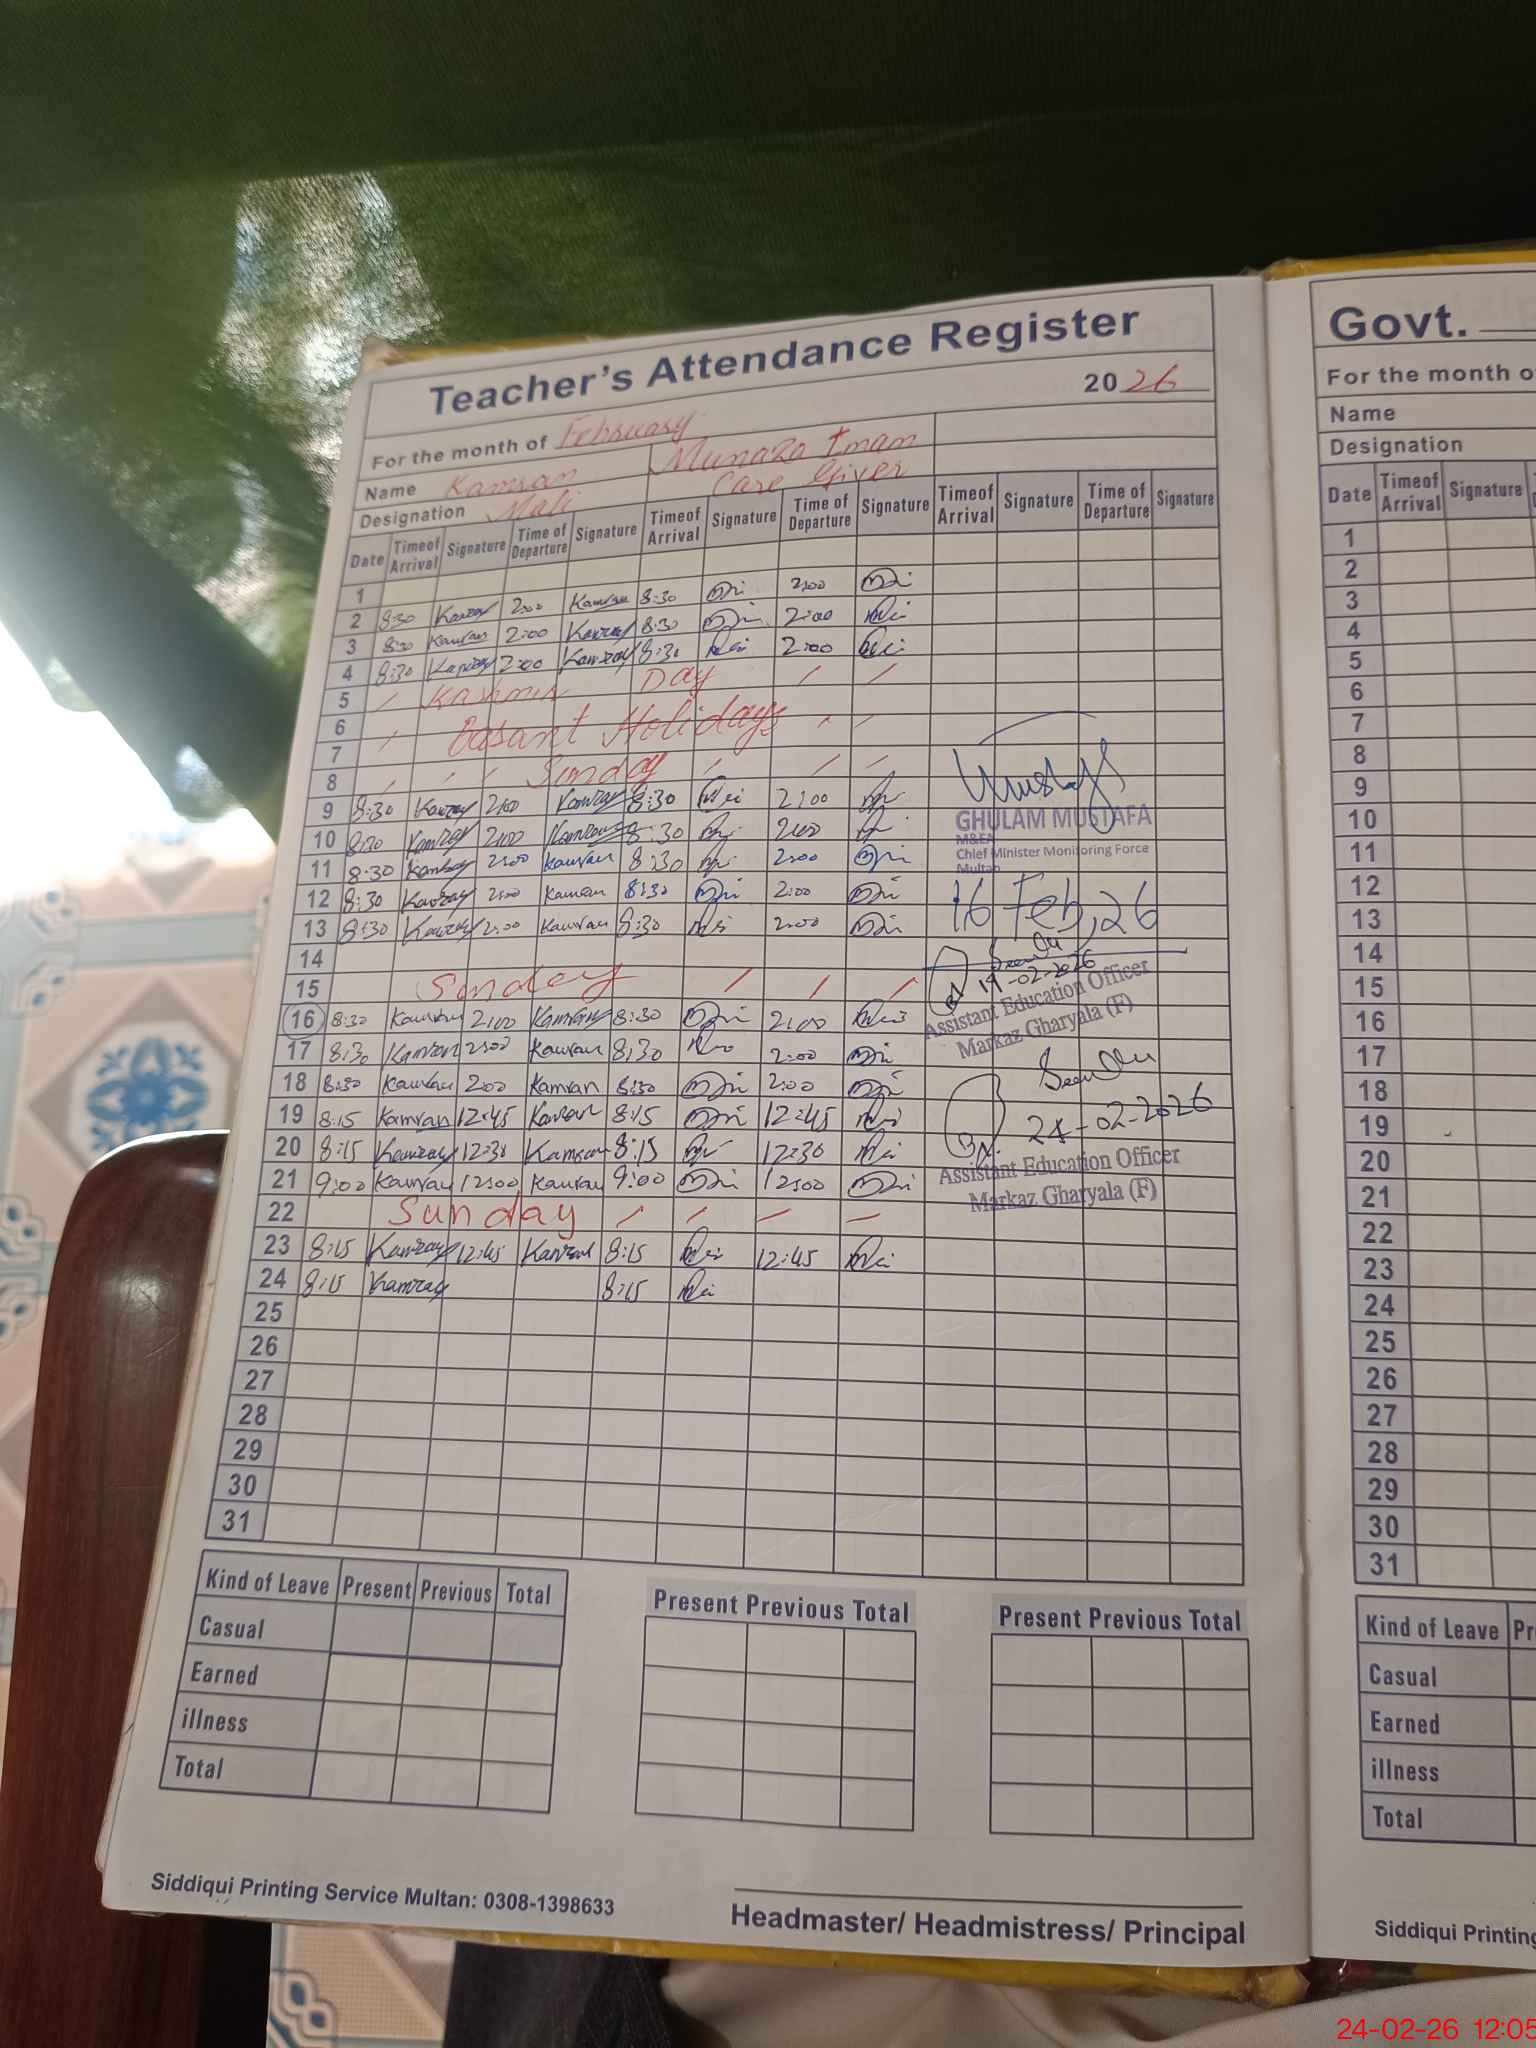 Teacher's Attendance Register
2026
For the month of February
Name Kamran Munaza Imam
Designation Mali Care Giver
Date Timeof Arrival Signature Time of Departure Signature Timeof Arrival Signature Time of Departure Signature Timeof Arrival Signature Time of Departure Signature
1
2 8:30 Kamran 2:00 Kamran 8:30 2:00
3 8:30 Kamran 2:00 Kamran 8:30 2:00
4 8:30 Kamran 2:00 Kamran 8:30 2:00
5 Kashmir Day
6
7 Basant Holidays
8 Sunday
9 8:30 Kamran 2:00 Kamran 8:30 2:00
10 8:30 Kamran 2:00 Kamran 8:30 2:00
11 8:30 Kamran 2:00 Kamran 8:30 2:00
12 8:30 Kamran 2:00 Kamran 8:30 2:00
13 8:30 Kamran 2:00 Kamran 8:30 2:00
14
15 Sunday
16 8:30 Kamran 2:00 Kamran 8:30 2:00
17 8:30 Kamran 2:00 Kamran 8:30 2:00
18 8:30 Kamran 2:00 Kamran 8:30 2:00
19 8:15 Kamran 12:45 Kamran 8:15 12:45
20 8:15 Kamran 12:30 Kamran 8:15 12:30
21 9:00 Kamran 12:00 Kamran 9:00 12:00
22 Sunday
23 8:15 Kamran 12:45 Kamran 8:15 12:45
24 8:15 Kamran 8:15
25
26
27
28
29
30
31
GHULAM MUSTAFA
M&EA
Chief Minister Monitoring Force
Multan
16 Feb, 26
19-02-2026
Assistant Education Officer
Markaz Gharyala (F)
24-02-2026
Assistant Education Officer
Markaz Gharyala (F)
Kind of Leave Present Previous Total
Casual
Earned
illness
Total
Present Previous Total
Present Previous Total
Siddiqui Printing Service Multan: 0308-1398633
Headmaster/ Headmistress/ Principal
Govt.
For the month o
Name
Designation
Date Timeof Arrival Signature
1
2
3
4
5
6
7
8
9
10
11
12
13
14
15
16
17
18
19
20
21
22
23
24
25
26
27
28
29
30
31
Kind of Leave Pr
Casual
Earned
illness
Total
Siddiqui Printing
24-02-26 12:05